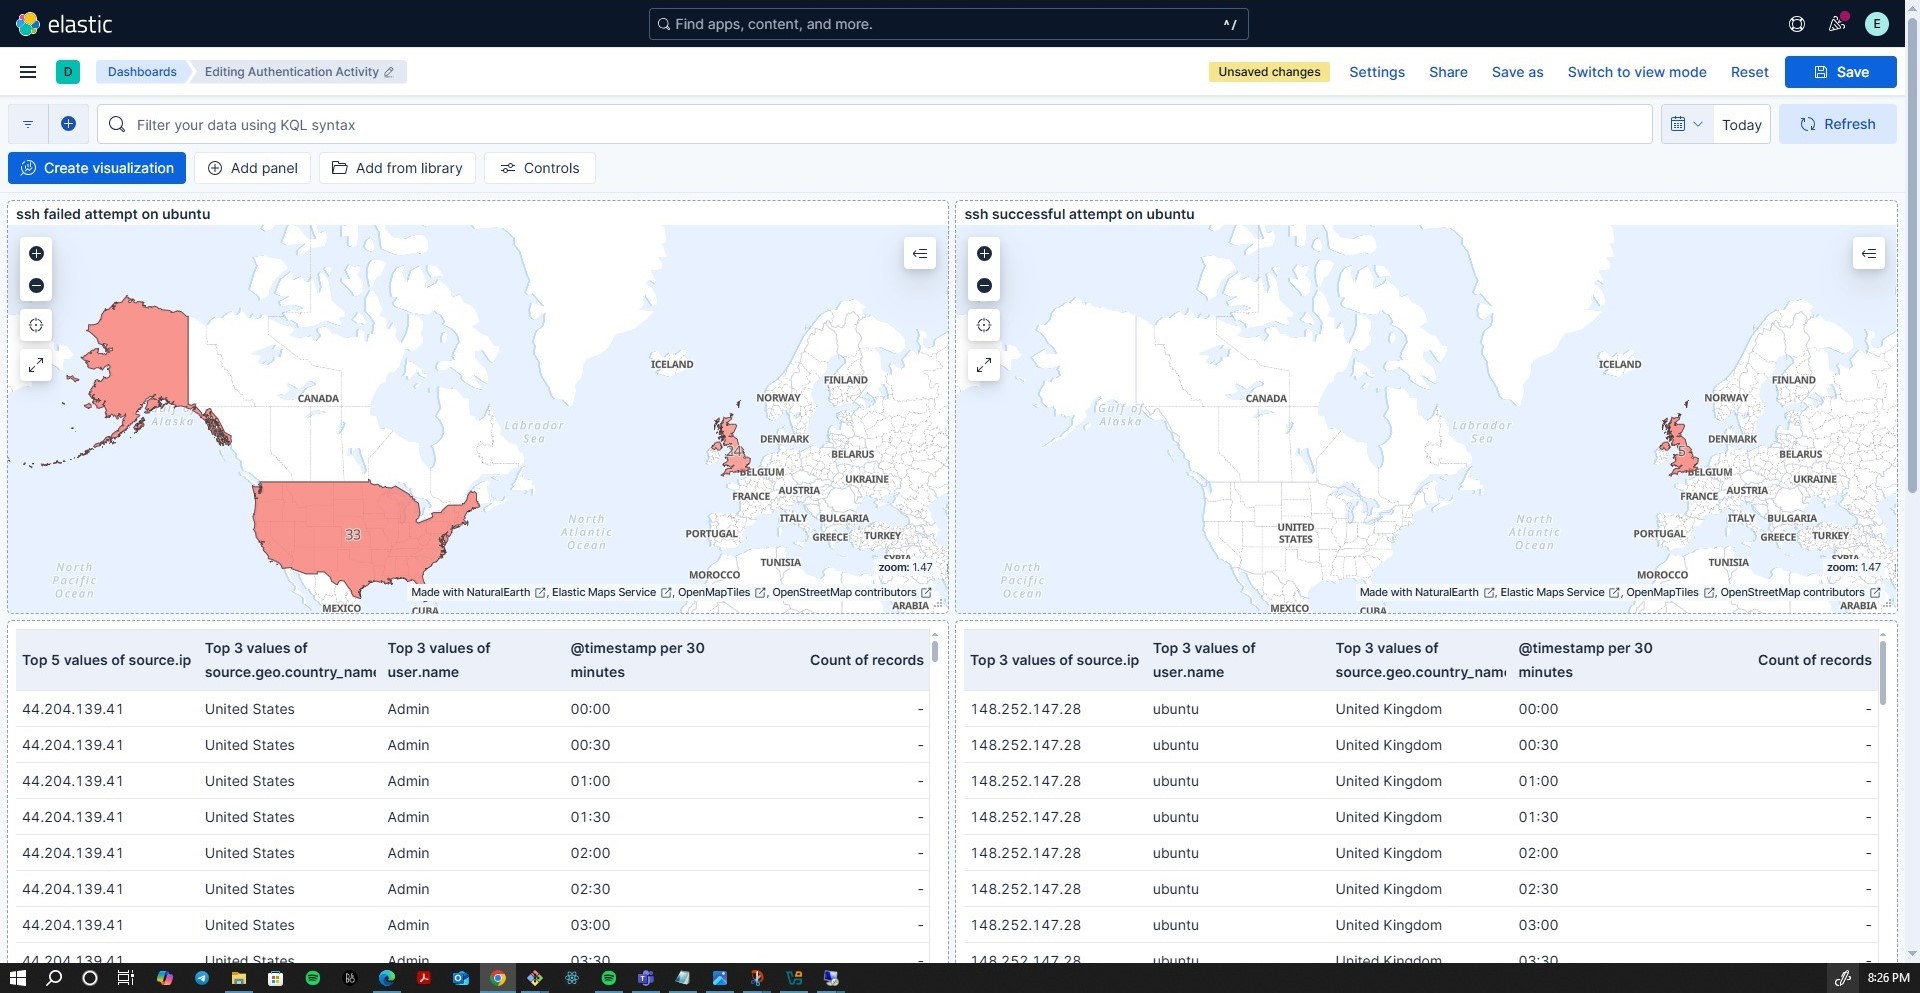 elastic
Find apps, content, and more.
^/
E
D
Dashboards
Editing Authentication Activity
Unsaved changes
Settings
Share
Save as
Switch to view mode
Reset
Save
Filter your data using KQL syntax
Today
Refresh
Create visualization
Add panel
Add from library
Controls
ssh failed attempt on ubuntu
ICELAND
FINLAND
NORWAY
CANADA
Gulf of
Alaska
Labrador
Sea
DENMARK
24
BELARUS
BELGIUM
UKRAINE
AUSTRIA
FRANCE
North
Atlantic
Ocean
ITALY
BULGARIA
33
PORTUGAL
GREECE
TURKEY
SYRIA
TUNISIA
zoom: 1.47
North
Pacific
Ocean
MOROCCO
Made with NaturalEarth , Elastic Maps Service , OpenMapTiles , OpenStreetMap contributors
MEXICO
CUBA
ARABIA
ssh successful attempt on ubuntu
ICELAND
FINLAND
NORWAY
CANADA
Gulf of
Alaska
Labrador
Sea
DENMARK
5
BELARUS
BELGIUM
UKRAINE
AUSTRIA
FRANCE
North
Atlantic
Ocean
ITALY
BULGARIA
UNITED
STATES
PORTUGAL
GREECE
TURKEY
SYRIA
TUNISIA
zoom: 1.47
North
Pacific
Ocean
MOROCCO
Made with NaturalEarth , Elastic Maps Service , OpenMapTiles , OpenStreetMap contributors
MEXICO
CUBA
ARABIA
Top 5 values of source.ip
Top 3 values of
source.geo.country_name
Top 3 values of
user.name
@timestamp per 30
minutes
Count of records
44.204.139.41 United States Admin 00:00 -
44.204.139.41 United States Admin 00:30 -
44.204.139.41 United States Admin 01:00 -
44.204.139.41 United States Admin 01:30 -
44.204.139.41 United States Admin 02:00 -
44.204.139.41 United States Admin 02:30 -
44.204.139.41 United States Admin 03:00 -
44.204.139.41 United States Admin 03:30 -
Top 3 values of source.ip
Top 3 values of
user.name
Top 3 values of
source.geo.country_name
@timestamp per 30
minutes
Count of records
148.252.147.28 ubuntu United Kingdom 00:00 -
148.252.147.28 ubuntu United Kingdom 00:30 -
148.252.147.28 ubuntu United Kingdom 01:00 -
148.252.147.28 ubuntu United Kingdom 01:30 -
148.252.147.28 ubuntu United Kingdom 02:00 -
148.252.147.28 ubuntu United Kingdom 02:30 -
148.252.147.28 ubuntu United Kingdom 03:00 -
148.252.147.28 ubuntu United Kingdom 03:30 -
8:26 PM